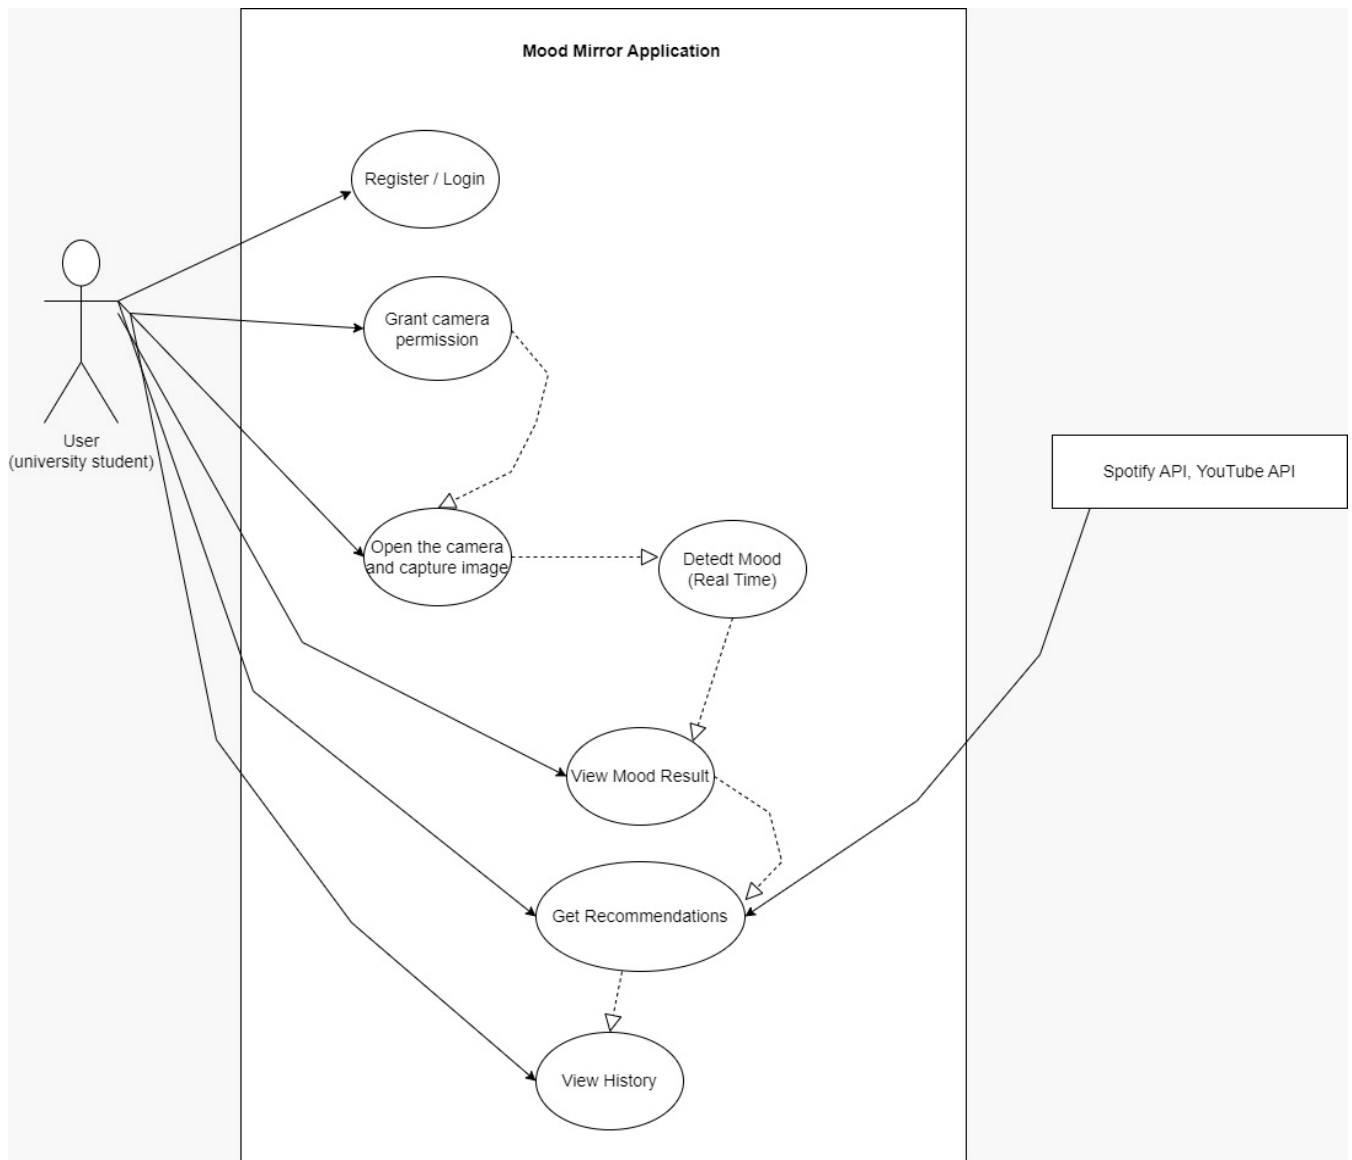 Mood Mirror Application
Register / Login
Grant camera
permission
User
(university student)
Spotify API, YouTube API
Open the camera
and capture image
Detedt Mood
(Real Time)
View Mood Result
Get Recommendations
View History